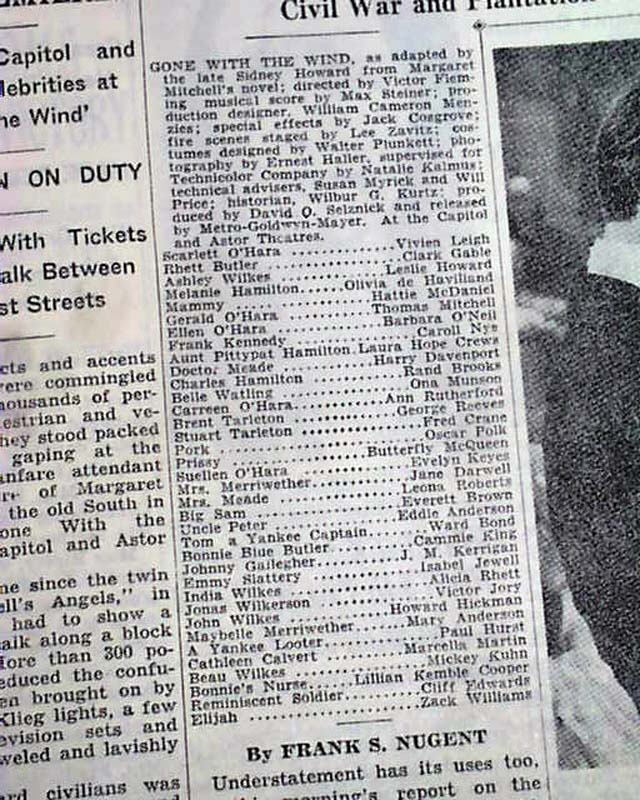 Civil War and Plantation
Capitol and
lebrities at
he Wind'
N ON DUTY
With Tickets
alk Between
st Streets
cts and accents
ere commingled
housands of per-
estrian and ve-
hey stood packed
gaping at the
anfare attendant
re of Margaret
the old South in
one With the
apitol and Astor
ne since the twin
ell's Angels," in
had to show a
alk along a block
ore than 300 po-
educed the confu-
en brought on by
Klieg lights, a few
evision sets and
weled and lavishly
rd civilians was
GONE WITH THE WIND, as adapted by
the late Sidney Howard from Margaret
Mitchell's novel; directed by Victor Flem-
ing musical score by Max Steiner; pro-
duction designer, William Cameron Men-
zies; special effects by Jack Cosgrove;
fire scenes staged by Lee Zavitz; cos-
tumes designed by Walter Plunkett; pho-
tography by Ernest Haller, supervised for
Technicolor Company by Natalie Kalmus;
technical advisers, Susan Myrick and Will
Price; historian, Wilbur G. Kurtz; pro-
duced by David O. Selznick and released
by Metro-Goldwyn-Mayer. At the Capitol
and Astor Theatres.
Scarlett O'Hara ..............Vivien Leigh
Rhett Butler ..................Clark Gable
Ashley Wilkes ...............Leslie Howard
Melanie Hamilton......Olivia de Havilland
Mammy ....................Hattie McDaniel
Gerald O'Hara ...........Thomas Mitchell
Ellen O'Hara ..............Barbara O'Neil
Frank Kennedy ...............Carroll Nye
Aunt Pittypat Hamilton.Laura Hope Crews
Doctor Meade ............Harry Davenport
Charles Hamilton ............Rand Brooks
Belle Watling .................Ona Munson
Carreen O'Hara............Ann Rutherford
Brent Tarleton ............George Reeves
Stuart Tarleton ...............Fred Crane
Pork .........................Oscar Polk
Prissy ..................Butterfly McQueen
Suellen O'Hara .............Evelyn Keyes
Mrs. Merriwether.............Jane Darwell
Mrs. Meade ................Leona Roberts
Big Sam ...................Everett Brown
Uncle Peter ..............Eddie Anderson
Tom a Yankee Captain........Ward Bond
Bonnie Blue Butler..........Cammie King
Johnny Gallegher..........J. M. Kerrigan
Emmy Slattery ..............Isabel Jewell
India Wilkes .................Alicia Rhett
Jonas Wilkerson ..............Victor Jory
John Wilkes ............Howard Hickman
Maybelle Merriwether......Mary Anderson
A Yankee Looter..............Paul Hurst
Cathleen Calvert ........Marcella Martin
Beau Wilkes ................Mickey Kuhn
Bonnie's Nurse......Lillian Kemble Cooper
Reminiscent Soldier.........Cliff Edwards
Elijah .....................Zack Williams
By FRANK S. NUGENT
Understatement has its uses too,
morning's report on the